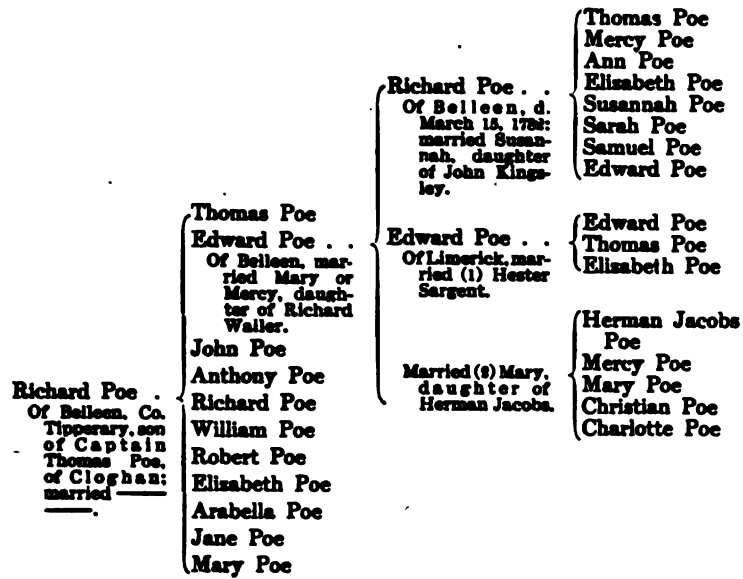 Richard Poe .
Of Belleen, Co.
Tipperary, son
of Captain
Thomas Poe,
of Cloghan;
married ——
——.
Thomas Poe
Edward Poe . .
Of Belleen, mar-
ried Mary or
Mercy, daugh-
ter of Richard
Waller.
John Poe
Anthony Poe
Richard Poe
William Poe
Robert Poe
Elizabeth Poe
Arabella Poe
Jane Poe
Mary Poe
Richard Poe . .
Of Belleen, d.
March 15,
married Susan-
nah, daughter
of John Kings-
ley.
Edward Poe . .
Of Limerick, mar-
ried (1) Hester
Sargent.
Married (2) Mary,
daughter of
Herman Jacobs.
Thomas Poe
Mercy Poe
Ann Poe
Elizabeth Poe
Susannah Poe
Sarah Poe
Samuel Poe
Edward Poe
Edward Poe
Thomas Poe
Elizabeth Poe
Herman Jacobs
Poe
Mercy Poe
Mary Poe
Christian Poe
Charlotte Poe